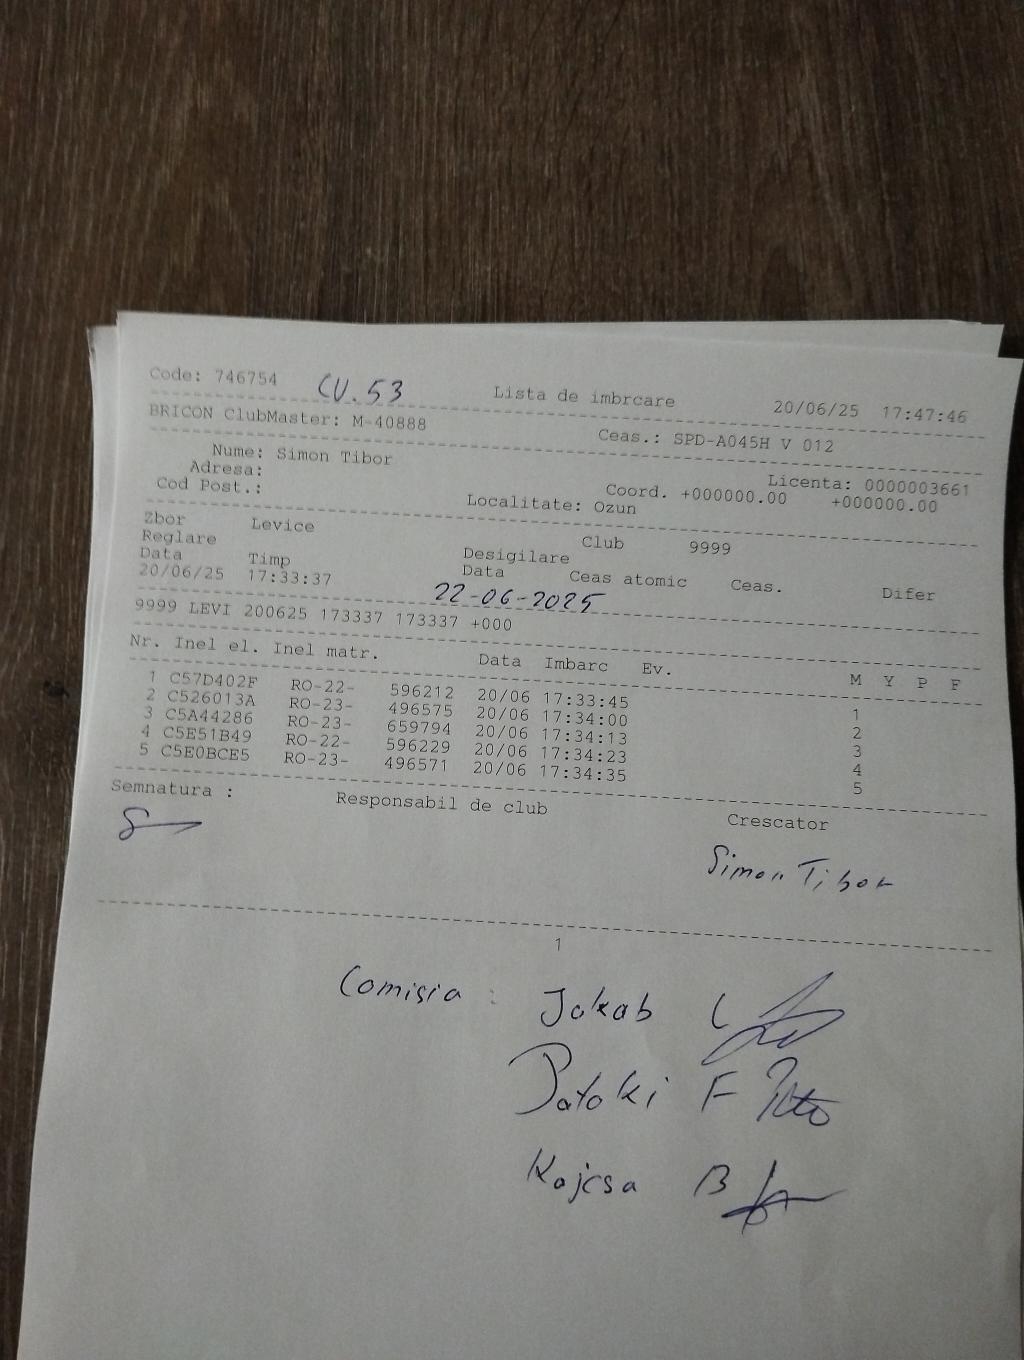 Code: 746754 CU.53 Lista de imbrcare 20/06/25 17:47:46
BRICON ClubMaster: M-40888 Ceas.: SPD-A045H V 012
Nume: Simon Tibor Licenta: 0000003661
Adresa: Coord. +000000.00 +000000.00
Cod Post.: Localitate: Ozun
Zbor Levice Club 9999
Reglare Desigilare
Data Timp Data Ceas atomic Ceas. Difer
20/06/25 17:33:37 22-06-2025
9999 LEVI 200625 173337 173337 +000
Nr. Inel el. Inel matr. Data Imbarc Ev. M Y P F
1 C57D402F RO-22- 596212 20/06 17:33:45 1
2 C526013A RO-23- 496575 20/06 17:34:00 2
3 C5A44286 RO-23- 659794 20/06 17:34:13 3
4 C5E51B49 RO-22- 596229 20/06 17:34:23 4
5 C5E0BCE5 RO-23- 496571 20/06 17:34:35 5
Semnatura : Responsabil de club Crescator
Simon Tibor
1
Comisia : Jakab L
Pataki F
Kajcsa B